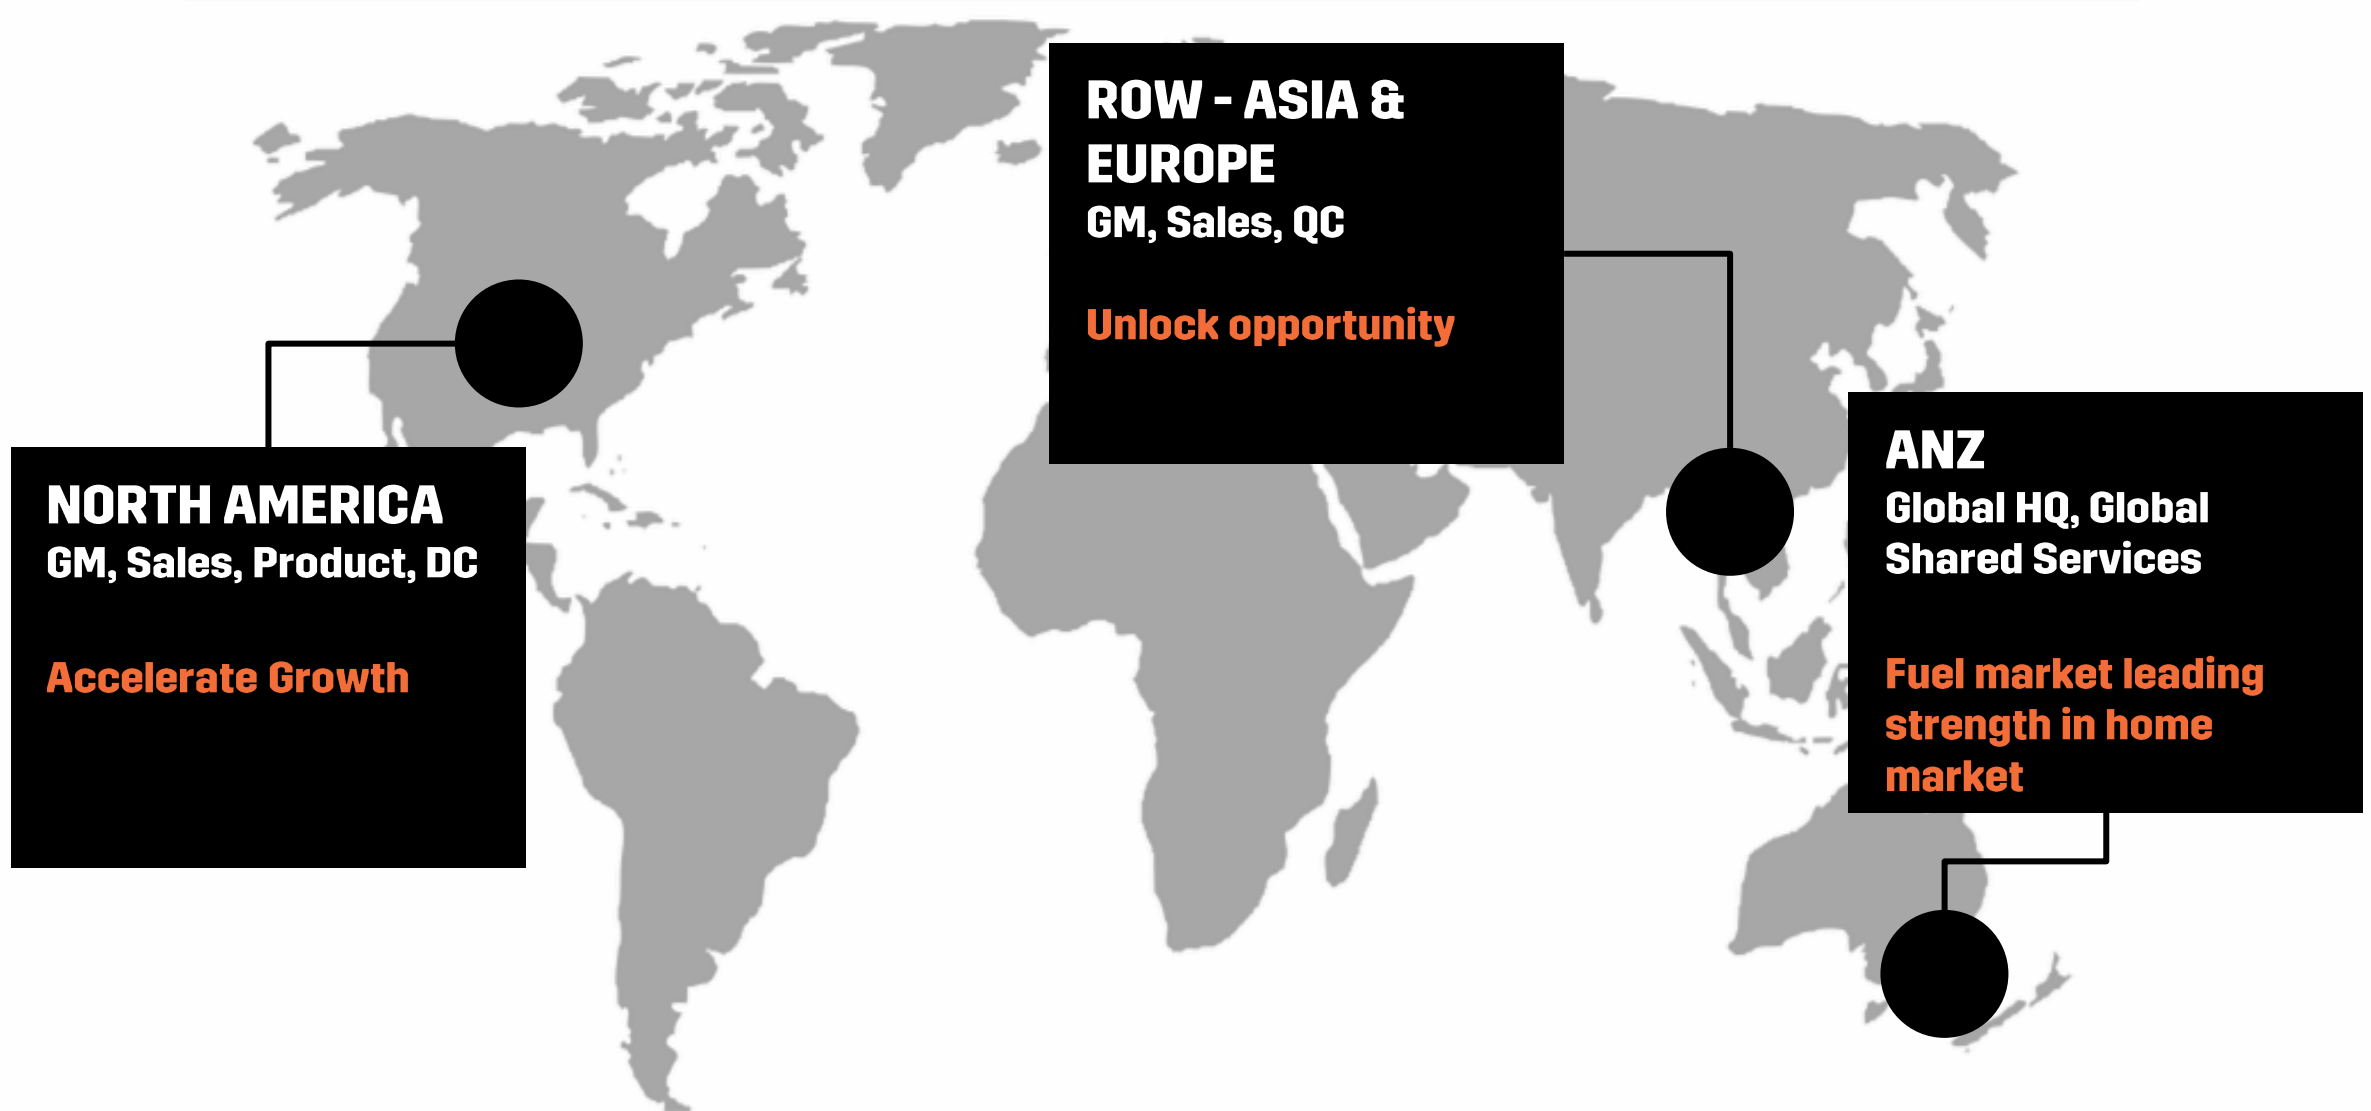 ROW - ASIA &
EUROPE
GM, Sales, QC
Unlock opportunity
NORTH AMERICA
GM, Sales, Product, DC
Accelerate Growth
ANZ
Global HQ, Global
Shared Services
Fuel market leading
strength in home
market